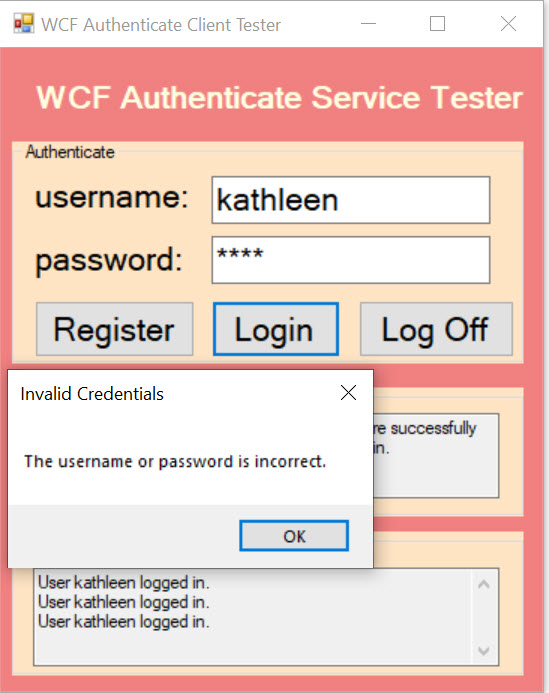 WCF Authenticate Client Tester
WCF Authenticate Service Tester
Authenticate
username: kathleen
password: ****
Register Login Log Off
Invalid Credentials
The username or password is incorrect.
OK
re successfully
in.
User kathleen logged in.
User kathleen logged in.
User kathleen logged in.